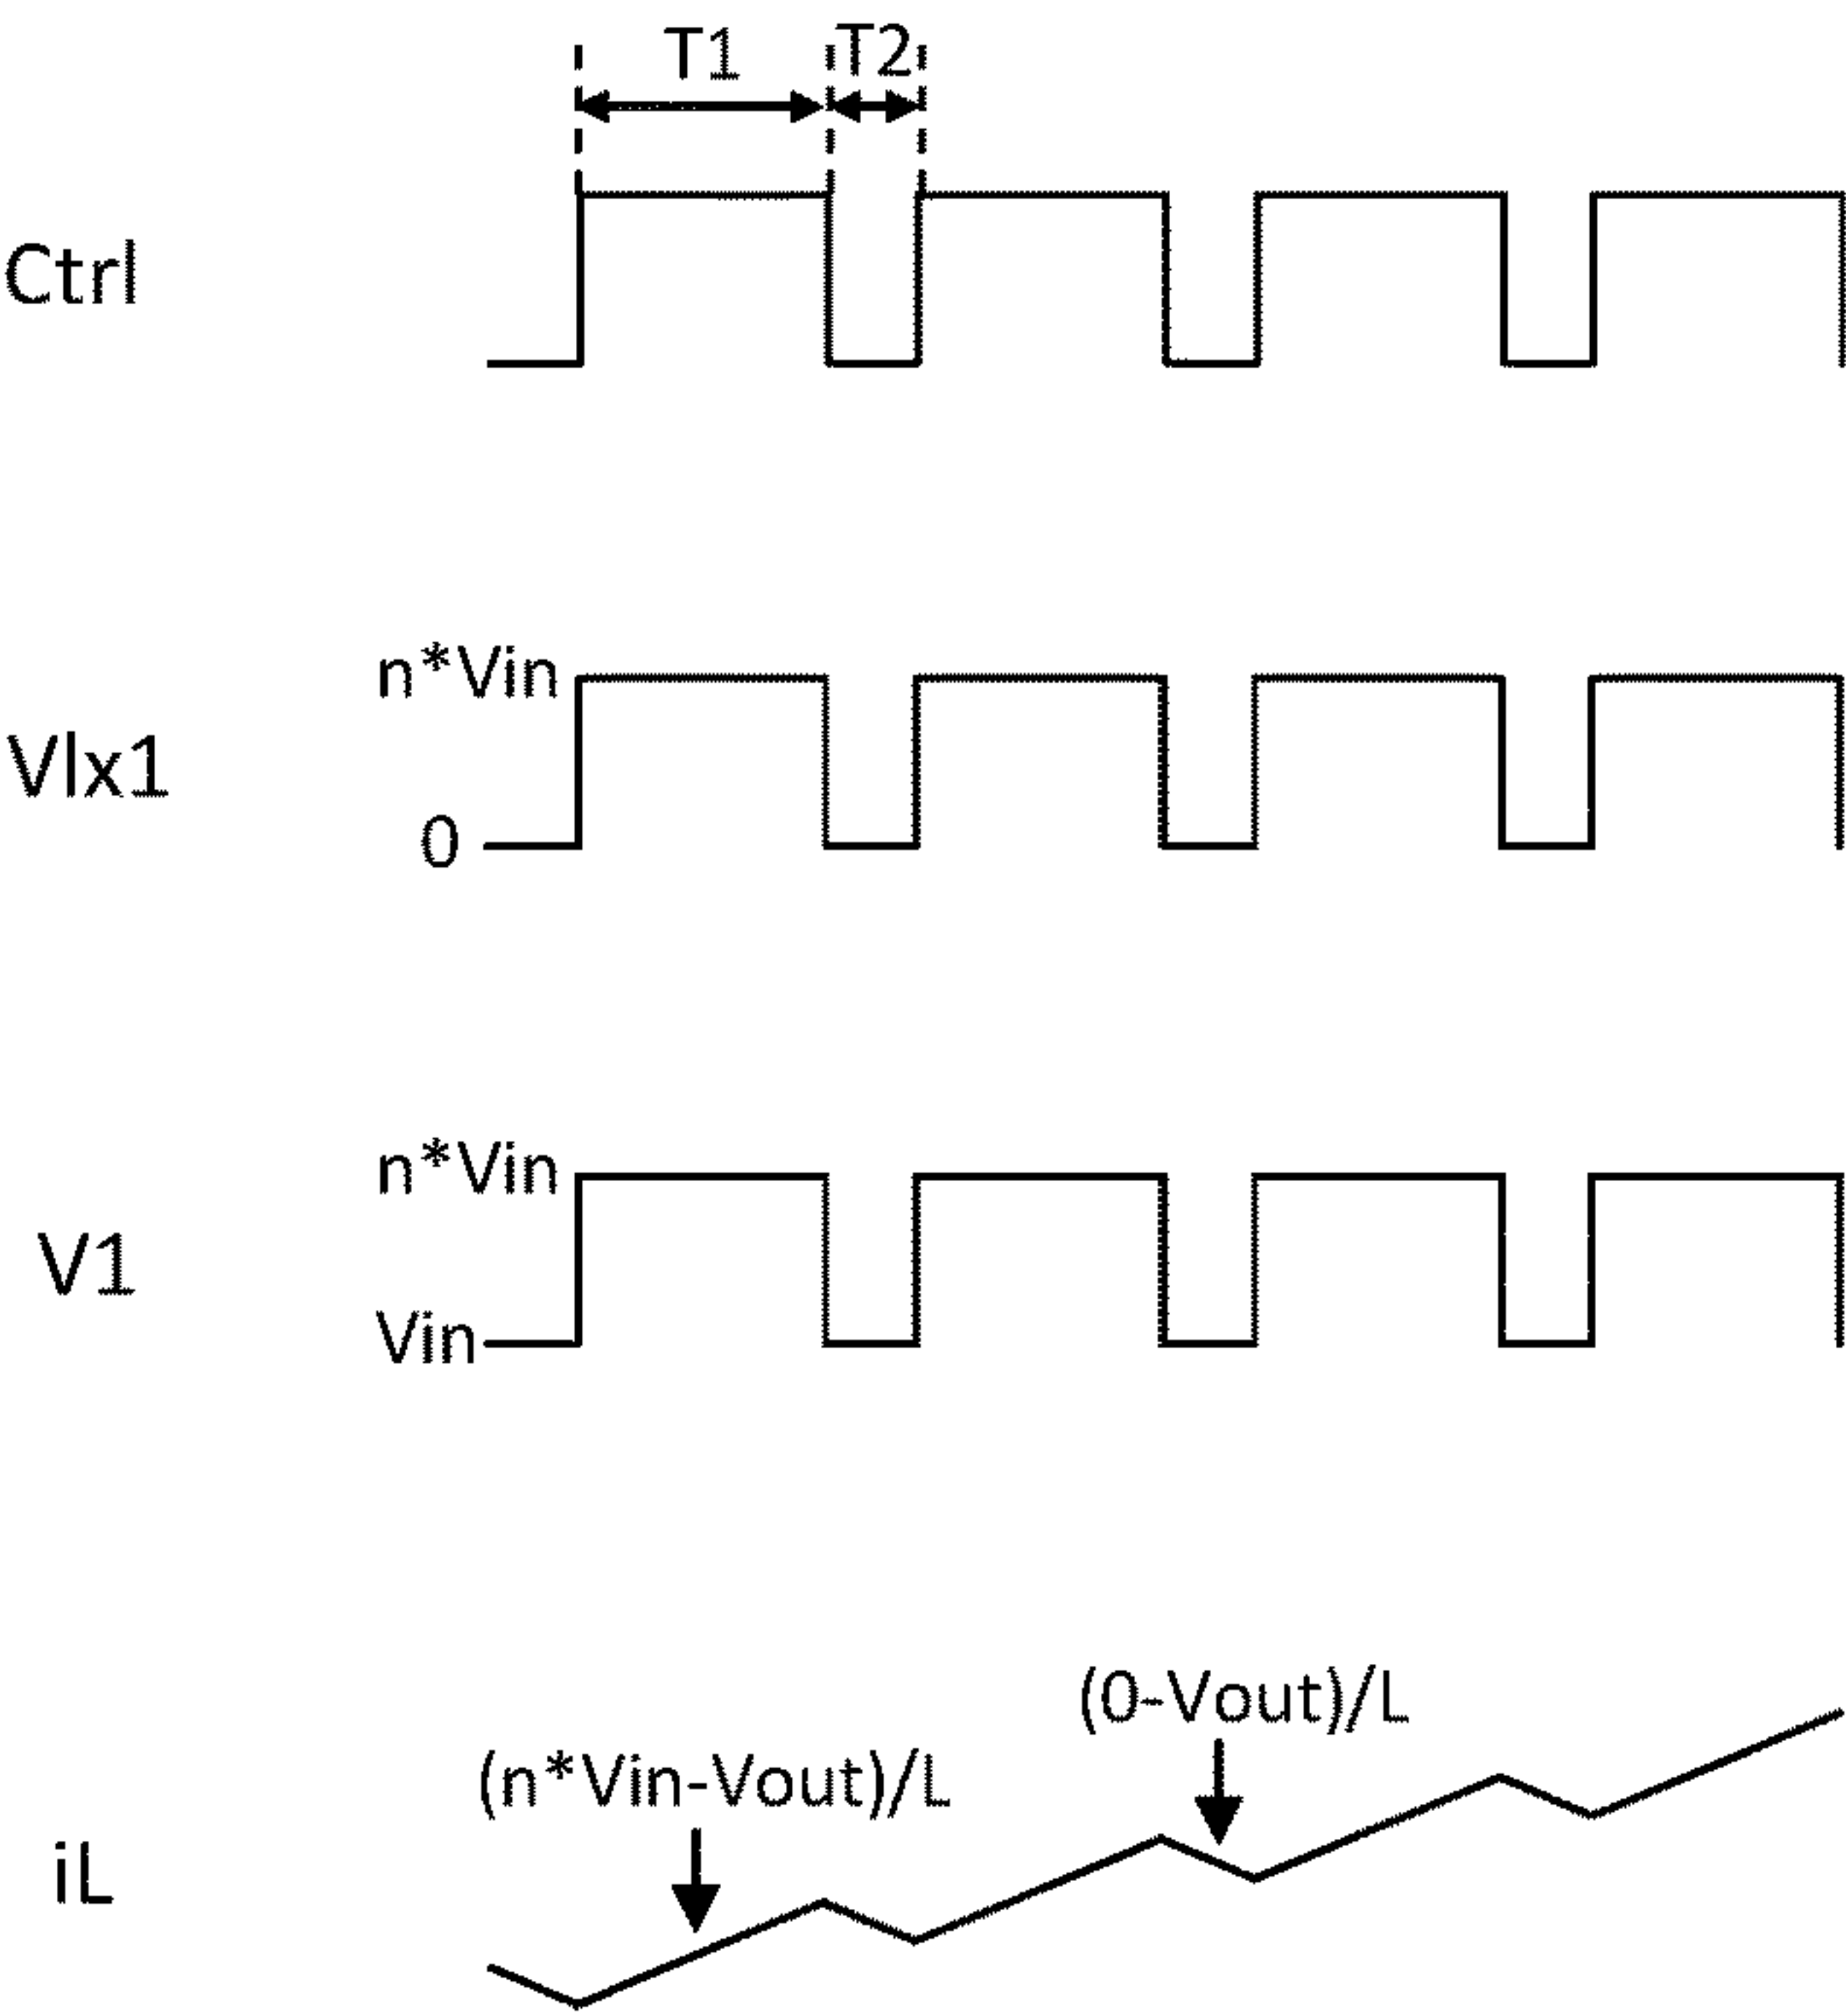 T1 T2
Ctrl
n*Vin
Vlx1
0
n*Vin
V1
Vin
(0-Vout)/L
(n*Vin-Vout)/L
iL